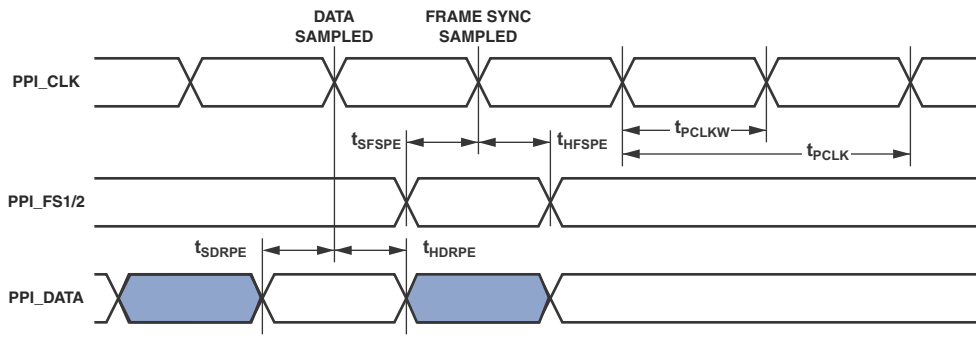 DATA
SAMPLED
FRAME SYNC
SAMPLED
PPI_CLK
tPCLKW
tSFSPE
tHFSPE
tPCLK
PPI_FS1/2
tSDRPE
tHDRPE
PPI_DATA